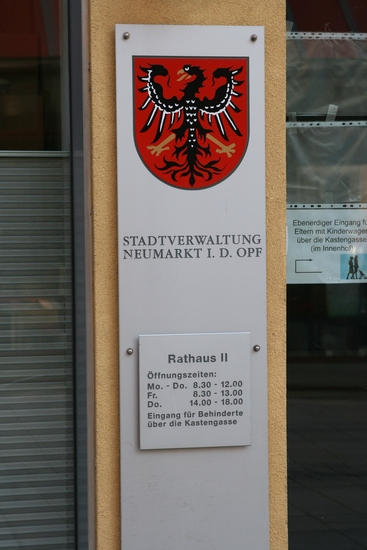 STADTVERWALTUNG
NEUMARKT I. D. OPF
Rathaus II
Öffnungszeiten:
Mo. - Do. 8.30 - 12.00
Fr. 8.30 - 13.00
Do. 14.00 - 18.00
Eingang für Behinderte
über die Kastengasse
Ebenerdiger Eingang
Eltern mit Kinderwagen
über die Kastengasse
(im Innenhof)